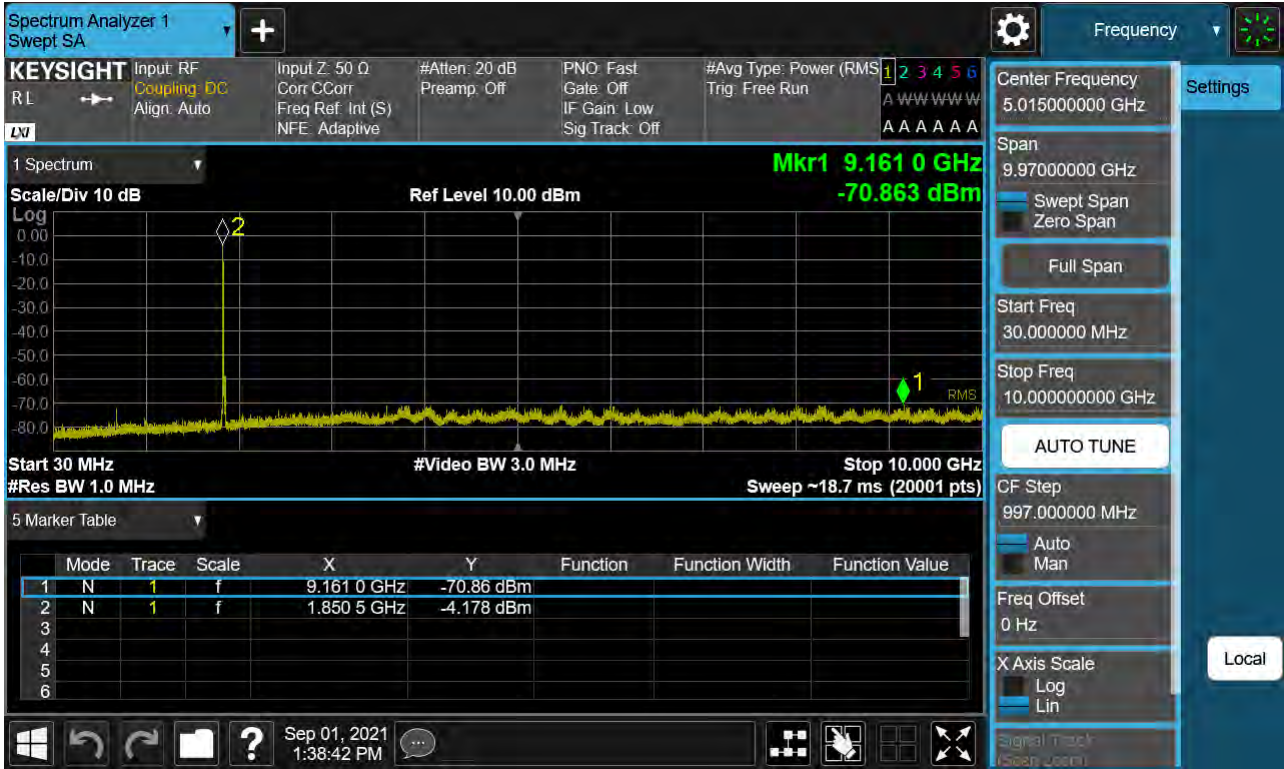 Spectrum Analyzer 1
Swept SA
+
Frequency
KEYSIGHT
R L
LXI
Input: RF
Coupling: DC
Align: Auto
Input Z: 50 Ω
Corr CCorr
Freq Ref: Int (S)
NFE: Adaptive
#Atten: 20 dB
Preamp: Off
PNO: Fast
Gate: Off
IF Gain: Low
Sig Track: Off
#Avg Type: Power (RMS
Trig: Free Run
1 2 3 4 5 6
A W W W W W
A A A A A A
1 Spectrum
Scale/Div 10 dB
Ref Level 10.00 dBm
Mkr1 9.161 0 GHz
-70.863 dBm
Log
0.00
-10.0
-20.0
-30.0
-40.0
-50.0
-60.0
-70.0
-80.0
2
1
RMS
Start 30 MHz
#Video BW 3.0 MHz
Stop 10.000 GHz
#Res BW 1.0 MHz
Sweep ~18.7 ms (20001 pts)
5 Marker Table
Mode Trace Scale X Y Function Function Width Function Value
1 N 1 f 9.161 0 GHz -70.86 dBm
2 N 1 f 1.850 5 GHz -4.178 dBm
3
4
5
6
Sep 01, 2021
1:38:42 PM
Center Frequency
5.015000000 GHz
Settings
Span
9.97000000 GHz
Swept Span
Zero Span
Full Span
Start Freq
30.000000 MHz
Stop Freq
10.000000000 GHz
AUTO TUNE
CF Step
997.000000 MHz
Auto
Man
Freq Offset
0 Hz
X Axis Scale
Log
Lin
Local
Signal Track
(Span Zoom)